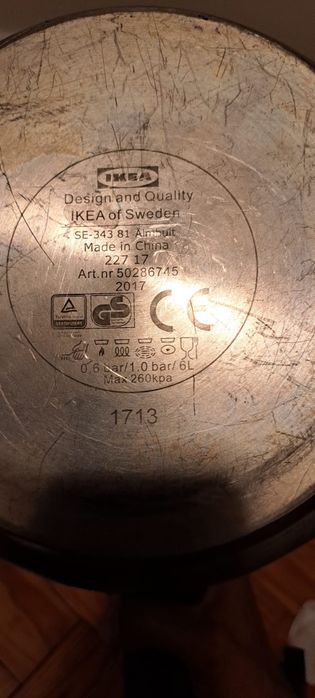 IKEA
Design and Quality
IKEA of Sweden
SE-343 81 Älmhult
Made in China
227 17
Art.nr 50286745
2017
GS CE
0,6 bar/1.0 bar/ 6L
Max 260kpa
1713